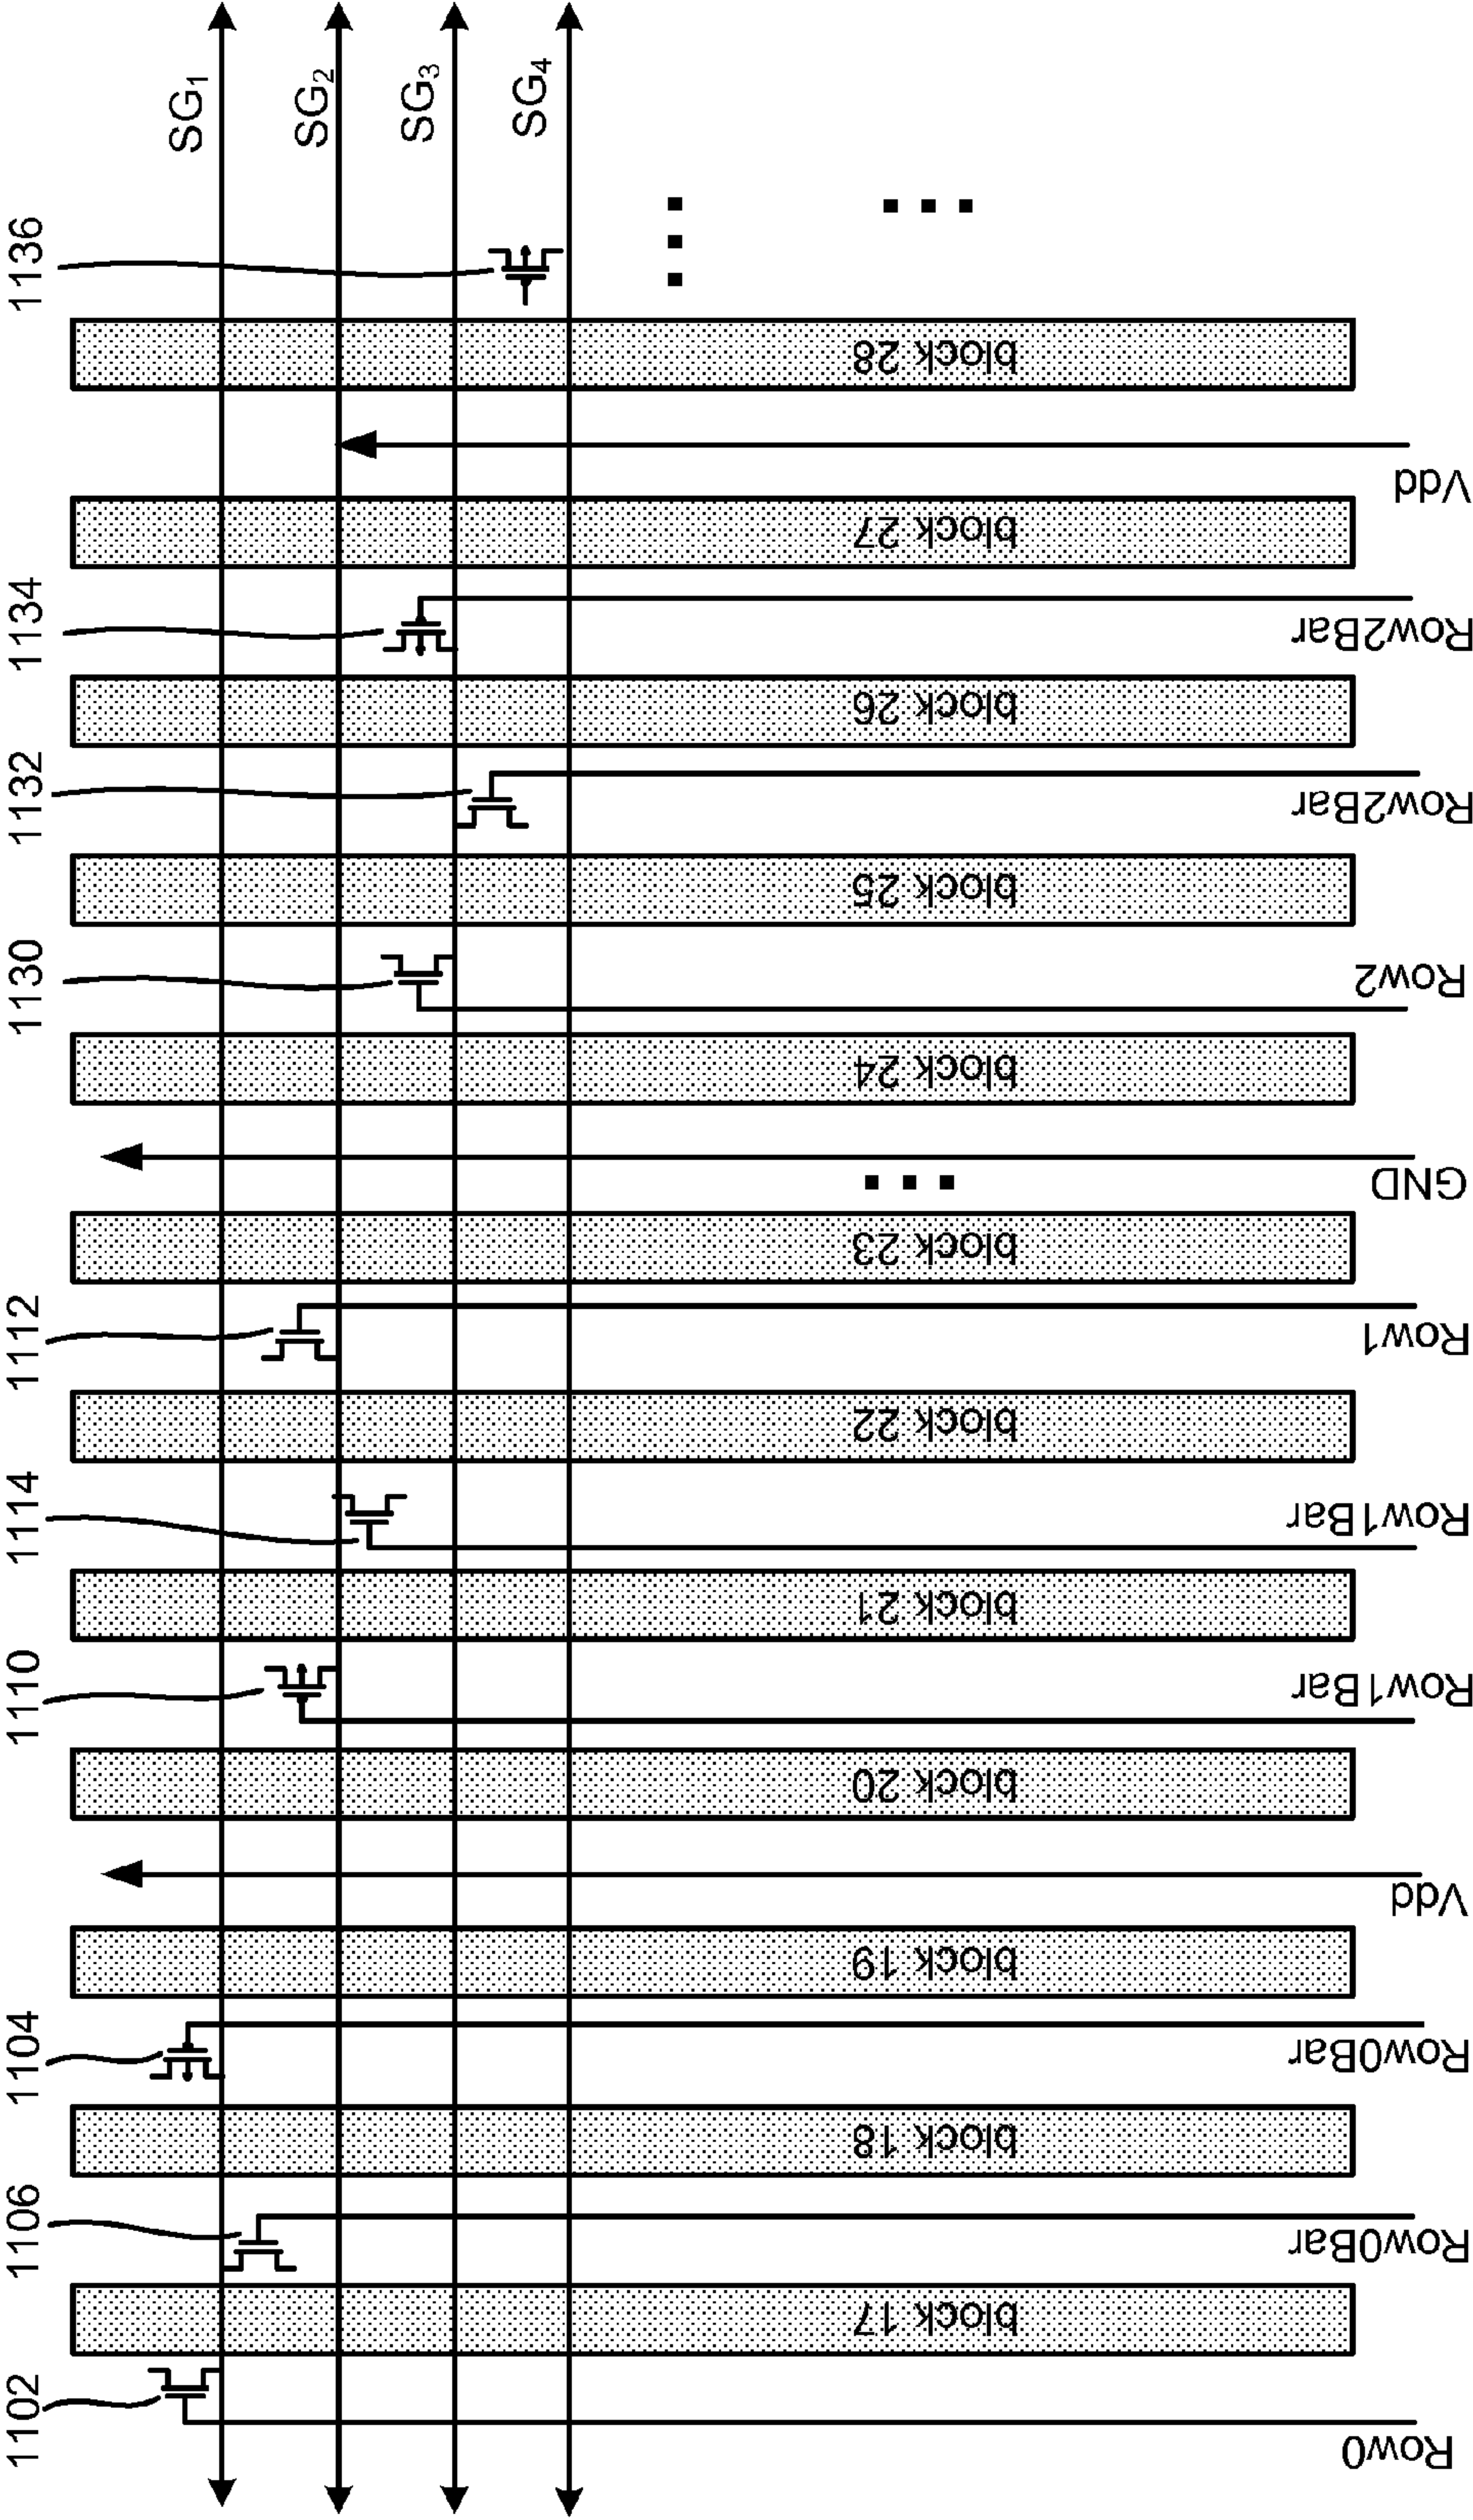 SG1
SG2
SG3
SG4
1136
1134
1132
1130
1112
1114
1110
1104
1106
1102
block 28
block 27
block 26
block 25
block 24
block 23
block 22
block 21
block 20
block 19
block 18
block 17
Vdd
Row2Bar
Row2Bar
Row2
GND
Row1
Row1Bar
Row1Bar
Vdd
Row0Bar
Row0Bar
Row0